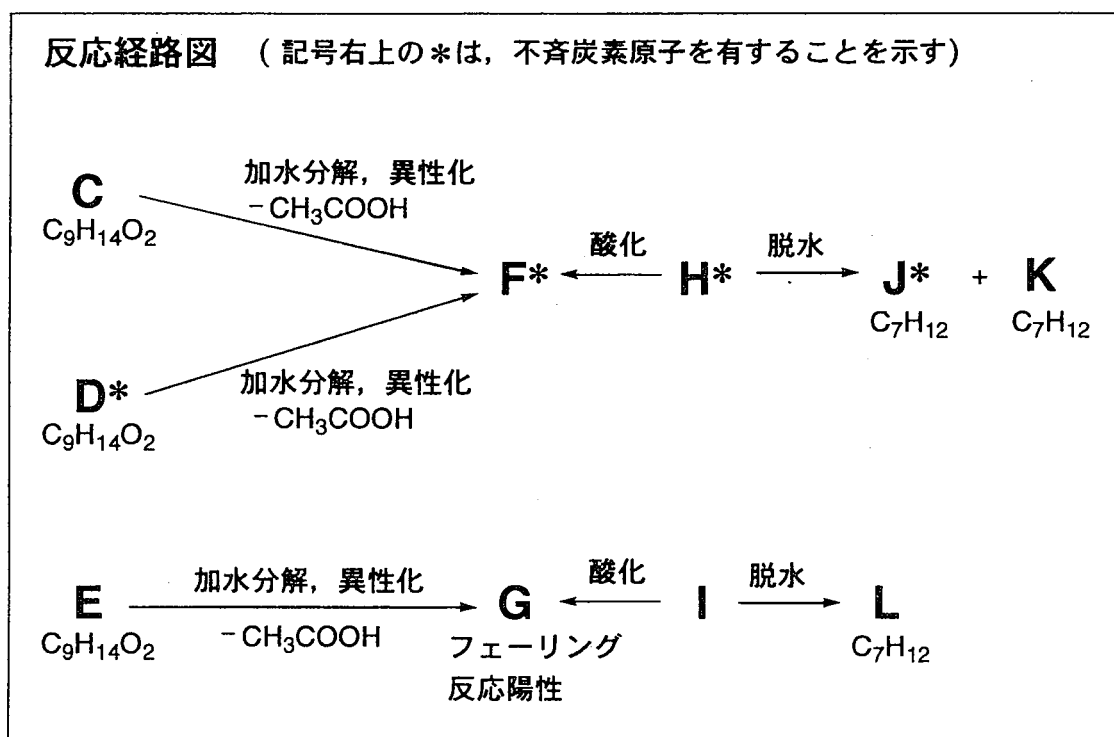 反応経路図 (記号右上の*は，不斉炭素原子を有することを示す)
C
C₉H₁₄O₂
加水分解，異性化
－CH₃COOH
F*
酸化
H*
脱水
J*
C₇H₁₂
+
K
C₇H₁₂
D*
C₉H₁₄O₂
加水分解，異性化
－CH₃COOH
E
C₉H₁₄O₂
加水分解，異性化
－CH₃COOH
G
フェーリング
反応陽性
酸化
I
脱水
L
C₇H₁₂